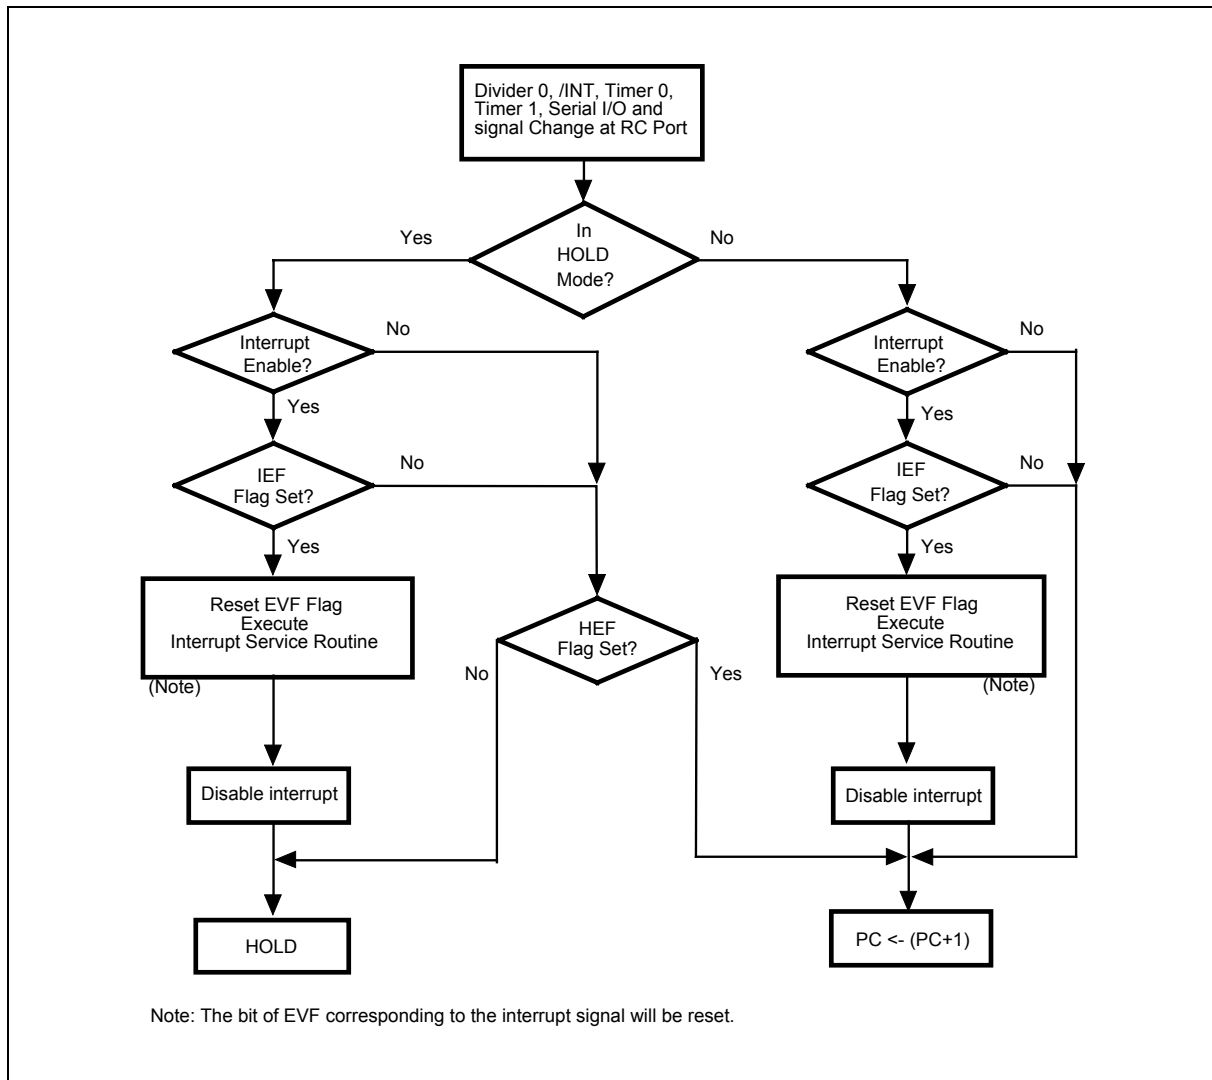 Divider 0, /INT, Timer 0,
Timer 1, Serial I/O and
signal Change at RC Port
In
HOLD
Mode?
Yes
No
Interrupt
Enable?
No
Yes
Interrupt
Enable?
No
Yes
IEF
Flag Set?
No
Yes
IEF
Flag Set?
No
Yes
Reset EVF Flag
Execute
Interrupt Service Routine
(Note)
HEF
Flag Set?
No
Yes
Reset EVF Flag
Execute
Interrupt Service Routine
(Note)
Disable interrupt
Disable interrupt
HOLD
PC <- (PC+1)
Note: The bit of EVF corresponding to the interrupt signal will be reset.